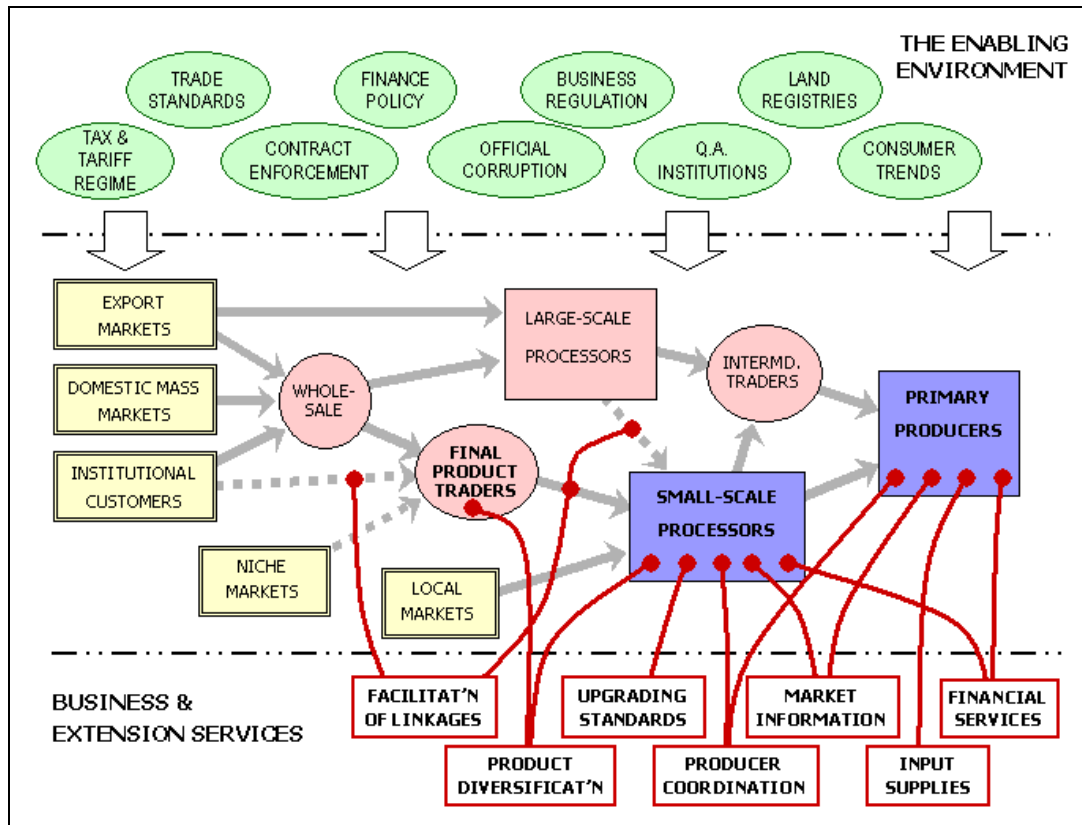 THE ENABLING
ENVIRONMENT
TRADE
STANDARDS
FINANCE
POLICY
BUSINESS
REGULATION
LAND
REGISTRIES
TAX &
TARIFF
REGIME
CONTRACT
ENFORCEMENT
OFFICIAL
CORRUPTION
Q.A.
INSTITUTIONS
CONSUMER
TRENDS
EXPORT
MARKETS
LARGE-SCALE
PROCESSORS
INTERMD.
TRADERS
DOMESTIC MASS
MARKETS
WHOLE-
SALE
PRIMARY
PRODUCERS
INSTITUTIONAL
CUSTOMERS
FINAL
PRODUCT
TRADERS
SMALL-SCALE
PROCESSORS
NICHE
MARKETS
LOCAL
MARKETS
BUSINESS &
EXTENSION SERVICES
FACILITAT'N
OF LINKAGES
UPGRADING
STANDARDS
MARKET
INFORMATION
FINANCIAL
SERVICES
PRODUCT
DIVERSIFICAT'N
PRODUCER
COORDINATION
INPUT
SUPPLIES